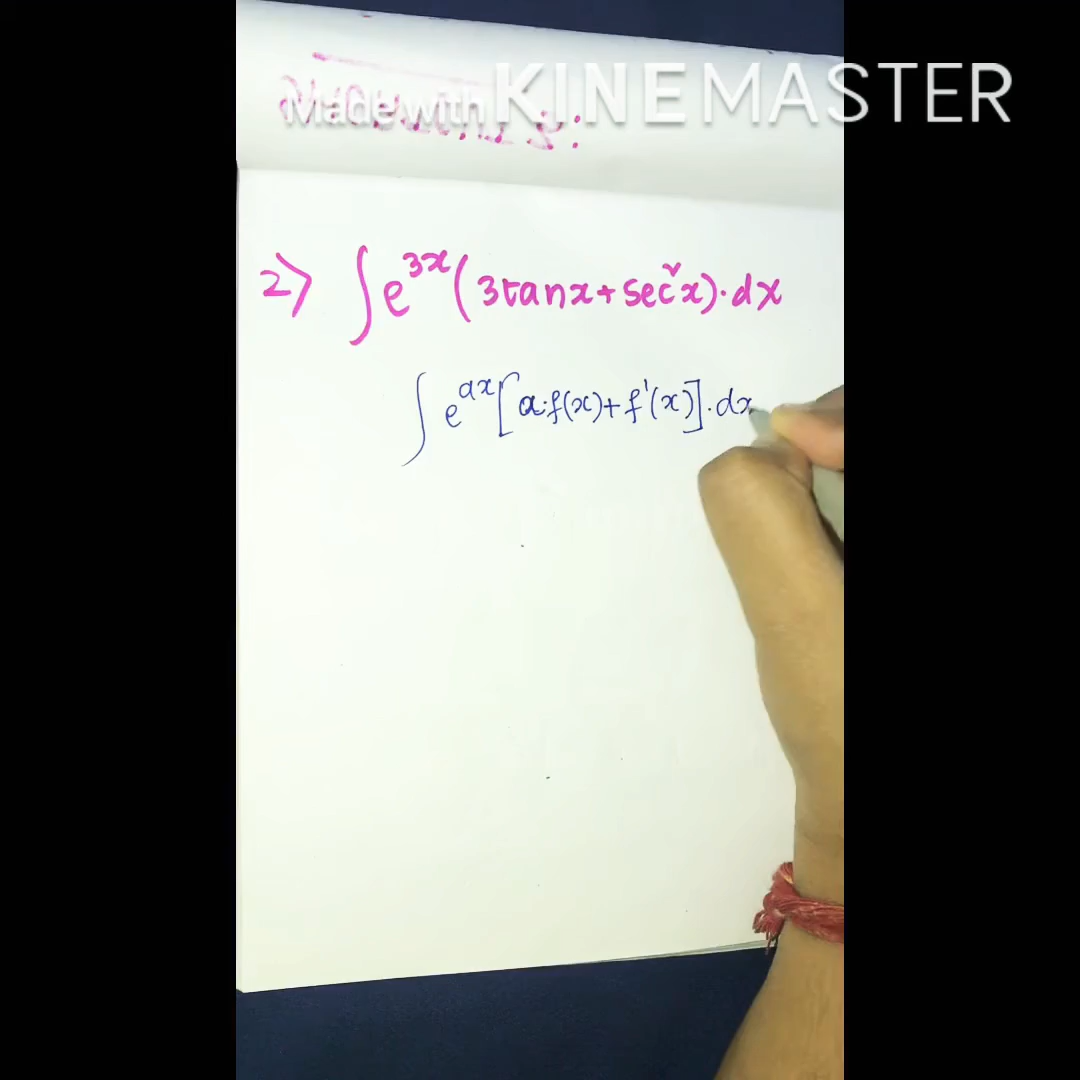 Made with KINEMASTER
2) ∫e^3x (3tanx + sec²x).dx
∫e^ax [a.f(x) + f'(x)].dx